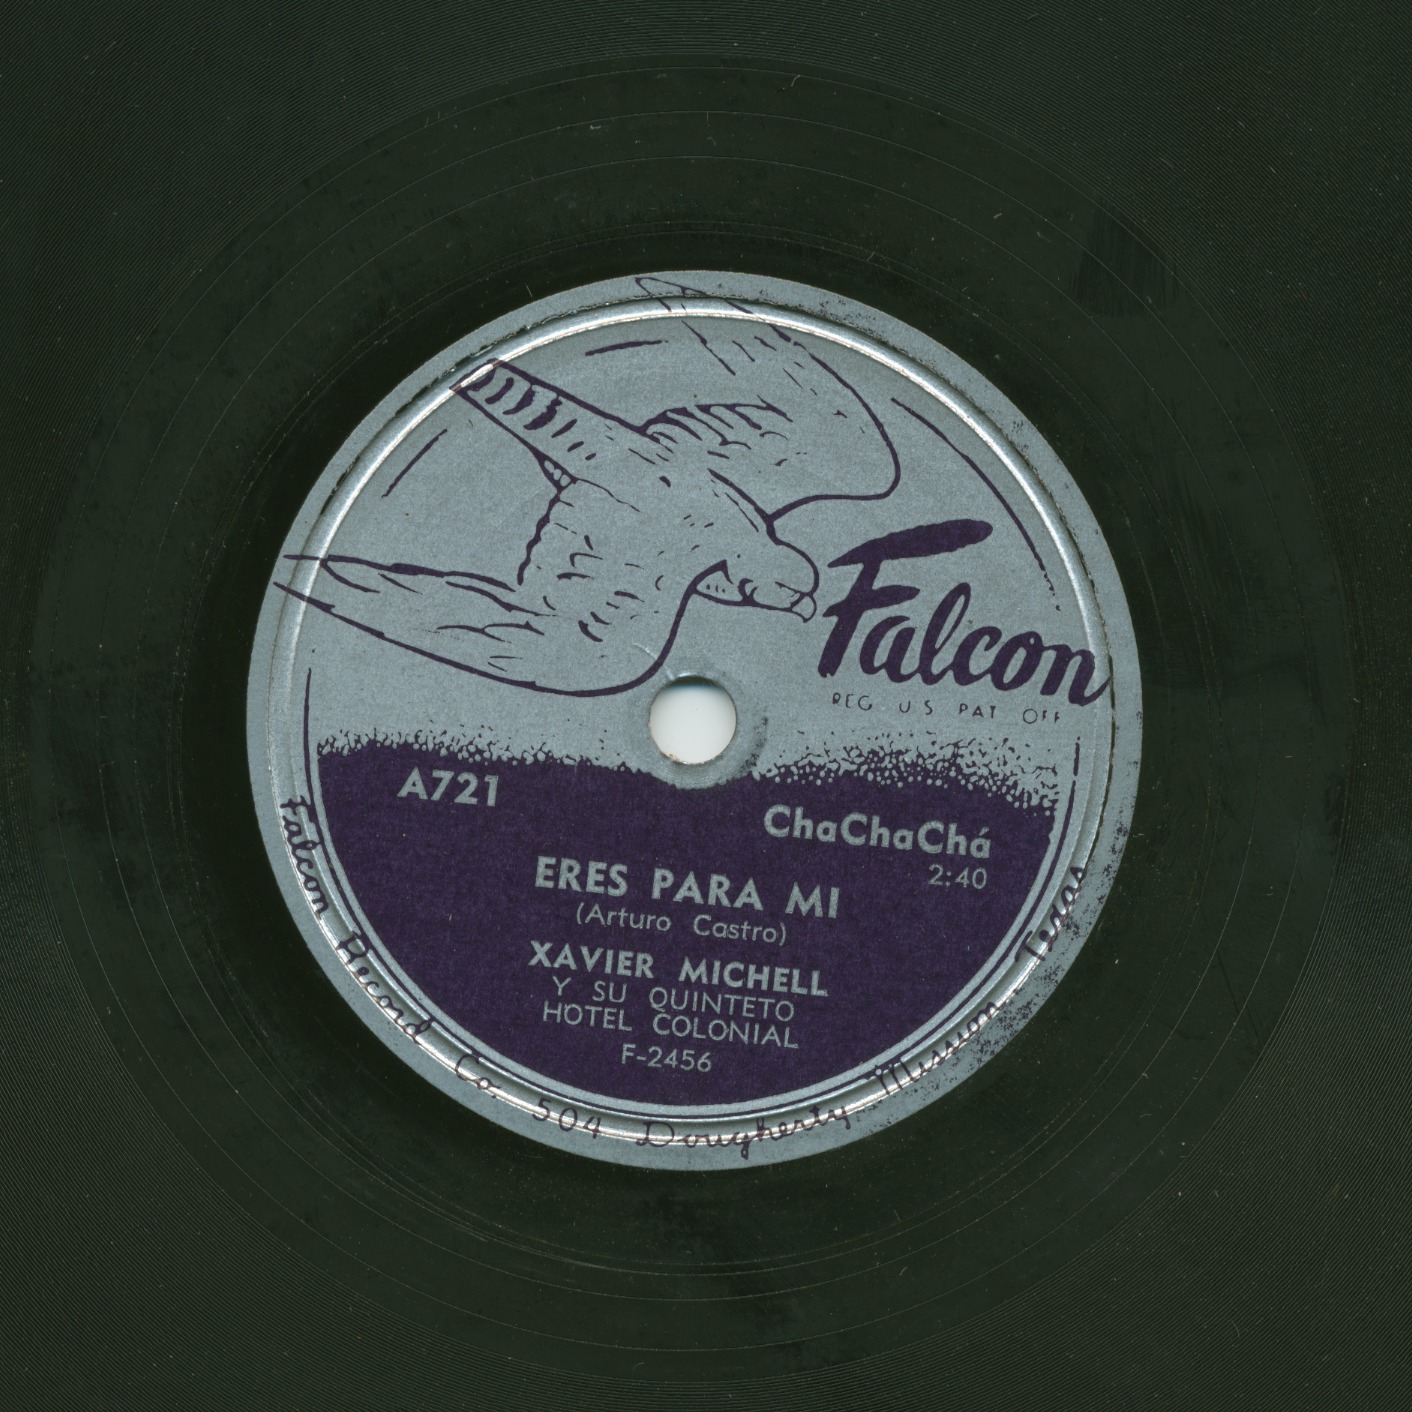 Falcon
REG. U S PAT OFF
A721
ChaChaChá
2:40
ERES PARA MI
(Arturo Castro)
XAVIER MICHELL
Y SU QUINTETO
HOTEL COLONIAL
F-2456
Falcon Record Co. 504 Dougherty Mission Texas